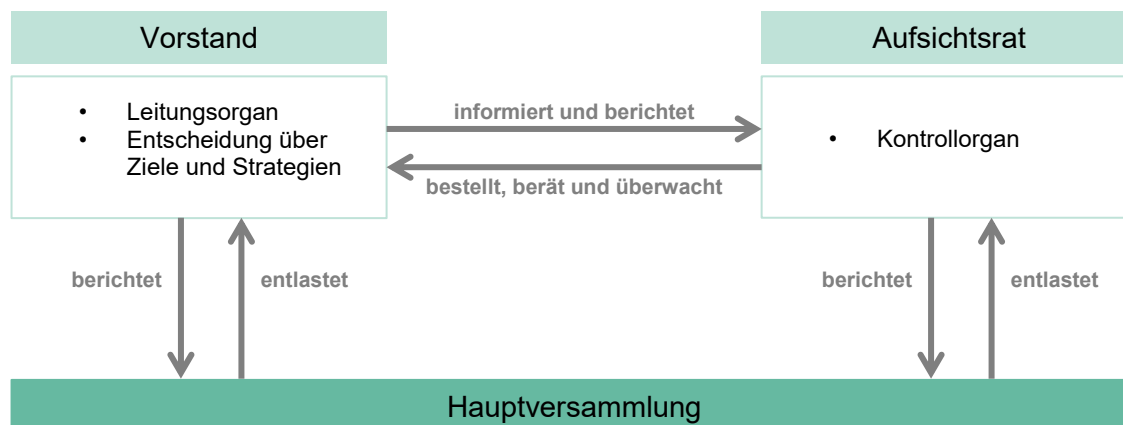 Vorstand
Aufsichtsrat
• Leitungsorgan
• Entscheidung über
Ziele und Strategien
informiert und berichtet
bestellt, berät und überwacht
• Kontrollorgan
berichtet
entlastet
berichtet
entlastet
Hauptversammlung